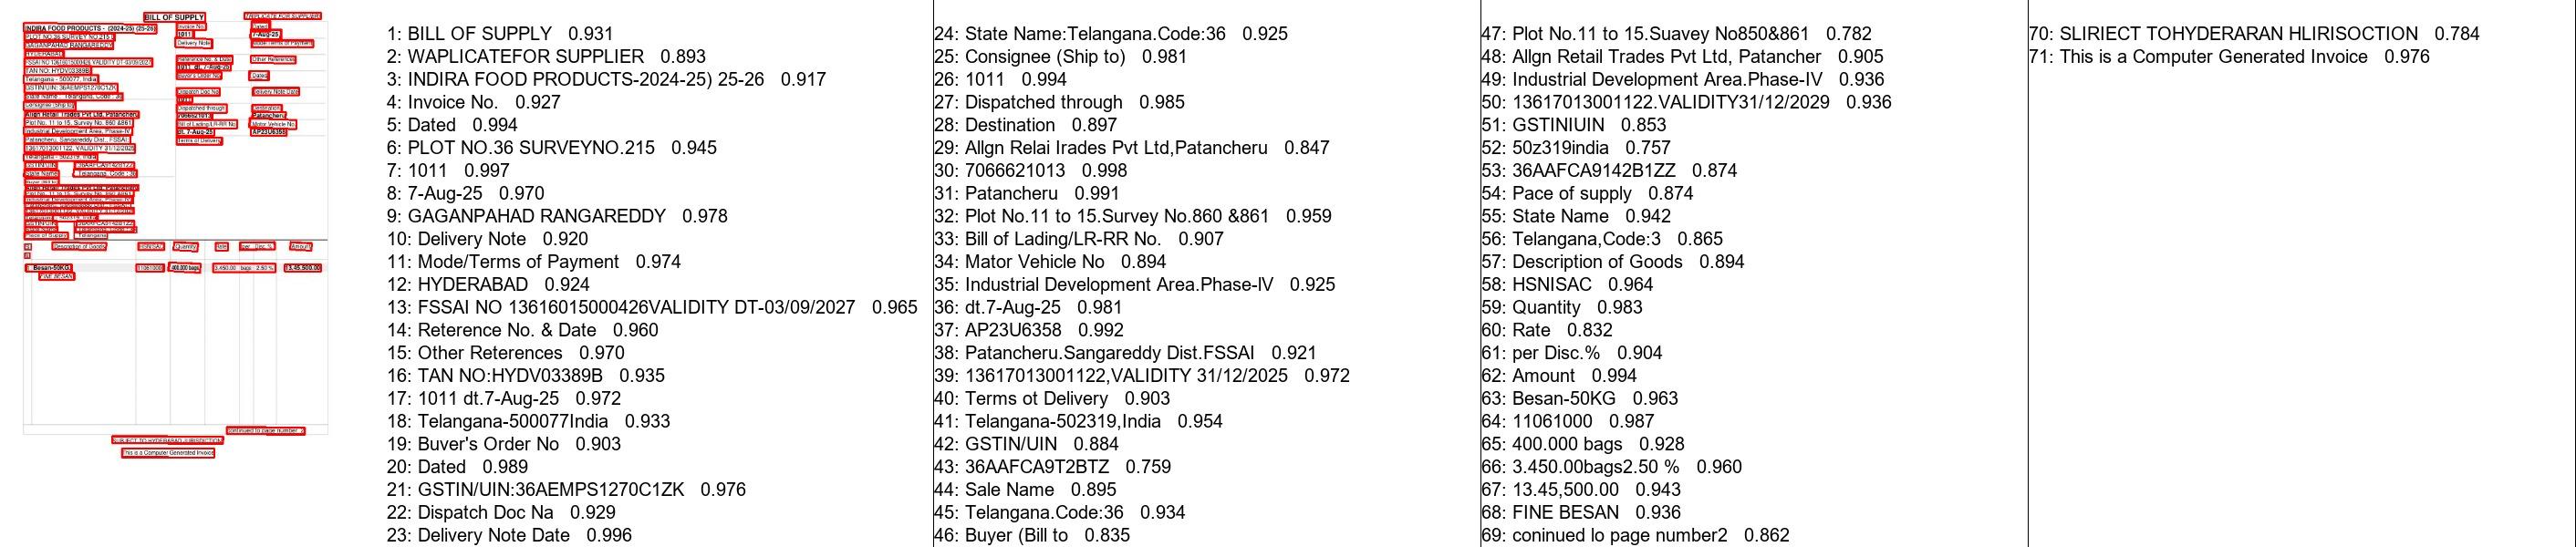 BILL OF SUPPLY
INDIRA FOOD PRODUCTS - (2024-25) (25-26)
1: BILL OF SUPPLY 0.931
2: WAPLICATEFOR SUPPLIER 0.893
3: INDIRA FOOD PRODUCTS-2024-25) 25-26 0.917
4: Invoice No. 0.927
5: Dated 0.994
6: PLOT NO.36 SURVEYNO.215 0.945
7: 1011 0.997
8: 7-Aug-25 0.970
9: GAGANPAHAD RANGAREDDY 0.978
10: Delivery Note 0.920
11: Mode/Terms of Payment 0.974
12: HYDERABAD 0.924
13: FSSAI NO 13616015000426VALIDITY DT-03/09/2027 0.965
14: Reterence No. & Date 0.960
15: Other Reterences 0.970
16: TAN NO:HYDV03389B 0.935
17: 1011 dt.7-Aug-25 0.972
18: Telangana-500077India 0.933
19: Buyer's Order No 0.903
20: Dated 0.989
21: GSTIN/UIN:36AEMPS1270C1ZK 0.976
22: Dispatch Doc Na 0.929
23: Delivery Note Date 0.996
24: State Name:Telangana.Code:36 0.925
25: Consignee (Ship to) 0.981
26: 1011 0.994
27: Dispatched through 0.985
28: Destination 0.897
29: Allgn Relai Irades Pvt Ltd,Patancheru 0.847
30: 7066621013 0.998
31: Patancheru 0.991
32: Plot No.11 to 15.Survey No.860 &861 0.959
33: Bill of Lading/LR-RR No. 0.907
34: Mator Vehicle No 0.894
35: Industrial Development Area.Phase-IV 0.925
36: dt.7-Aug-25 0.981
37: AP23U6358 0.992
38: Patancheru.Sangareddy Dist.FSSAI 0.921
39: 13617013001122,VALIDITY 31/12/2025 0.972
40: Terms ot Delivery 0.903
41: Telangana-502319,India 0.954
42: GSTIN/UIN 0.884
43: 36AAFCA9T2BTZ 0.759
44: Sale Name 0.895
45: Telangana.Code:36 0.934
46: Buyer (Bill to 0.835
47: Plot No.11 to 15.Suavey No850&861 0.782
48: Allgn Retail Trades Pvt Ltd, Patancher 0.905
49: Industrial Development Area.Phase-IV 0.936
50: 13617013001122.VALIDITY31/12/2029 0.936
51: GSTINIUIN 0.853
52: 50z319india 0.757
53: 36AAFCA9142B1ZZ 0.874
54: Pace of supply 0.874
55: State Name 0.942
56: Telangana,Code:3 0.865
57: Description of Goods 0.894
58: HSNISAC 0.964
59: Quantity 0.983
60: Rate 0.832
61: per Disc.% 0.904
62: Amount 0.994
63: Besan-50KG 0.963
64: 11061000 0.987
65: 400.000 bags 0.928
66: 3.450.00bags2.50 % 0.960
67: 13.45,500.00 0.943
68: FINE BESAN 0.936
69: coninued lo page number2 0.862
70: SLIRIECT TOHYDERARAN HLIRISOCTION 0.784
71: This is a Computer Generated Invoice 0.976